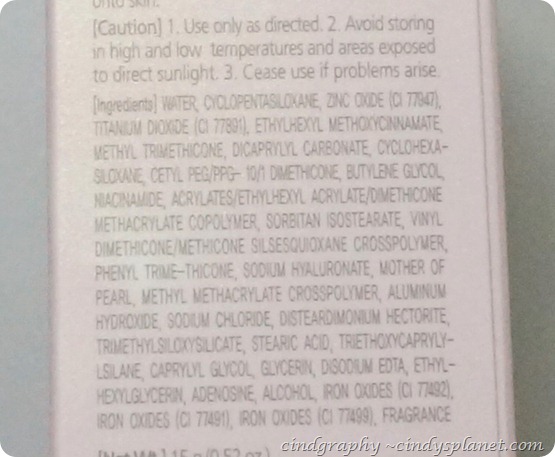 onto skin.
[Caution] 1. Use only as directed. 2. Avoid storing
in high and low temperatures and areas exposed
to direct sunlight. 3. Cease use if problems arise.
[Ingredients] WATER, CYCLOPENTASILOXANE, ZINC OXIDE (CI 77947),
TITANIUM DIOXIDE (CI 77891), ETHYLHEXYL METHOXYCINNAMATE,
METHYL TRIMETHICONE, DICAPRYLYL CARBONATE, CYCLOHEXA-
SILOXANE, CETYL PEG/PPG- 10/1 DIMETHICONE, BUTYLENE GLYCOL,
NIACINAMIDE, ACRYLATES/ETHYLHEXYL ACRYLATE/DIMETHICONE
METHACRYLATE COPOLYMER, SORBITAN ISOSTEARATE, VINYL
DIMETHICONE/METHICONE SILSESQUIOXANE CROSSPOLYMER,
PHENYL TRIME-THICONE, SODIUM HYALURONATE, MOTHER OF
PEARL, METHYL METHACRYLATE CROSSPOLYMER, ALUMINUM
HYDROXIDE, SODIUM CHLORIDE, DISTEARDIMONIUM HECTORITE,
TRIMETHYLSILOXYSILICATE, STEARIC ACID, TRIETHOXYCAPRYLY-
LSILANE, CAPRYLYL GLYCOL, GLYCERIN, DISODIUM EDTA, ETHYL-
HEXYLGLYCERIN, ADENOSINE, ALCOHOL, IRON OXIDES (CI 77492),
IRON OXIDES (CI 77491), IRON OXIDES (CI 77499), FRAGRANCE
[Net Wt.] 15 g (0.52 oz.)
cindgraphy ~cindysplanet.com